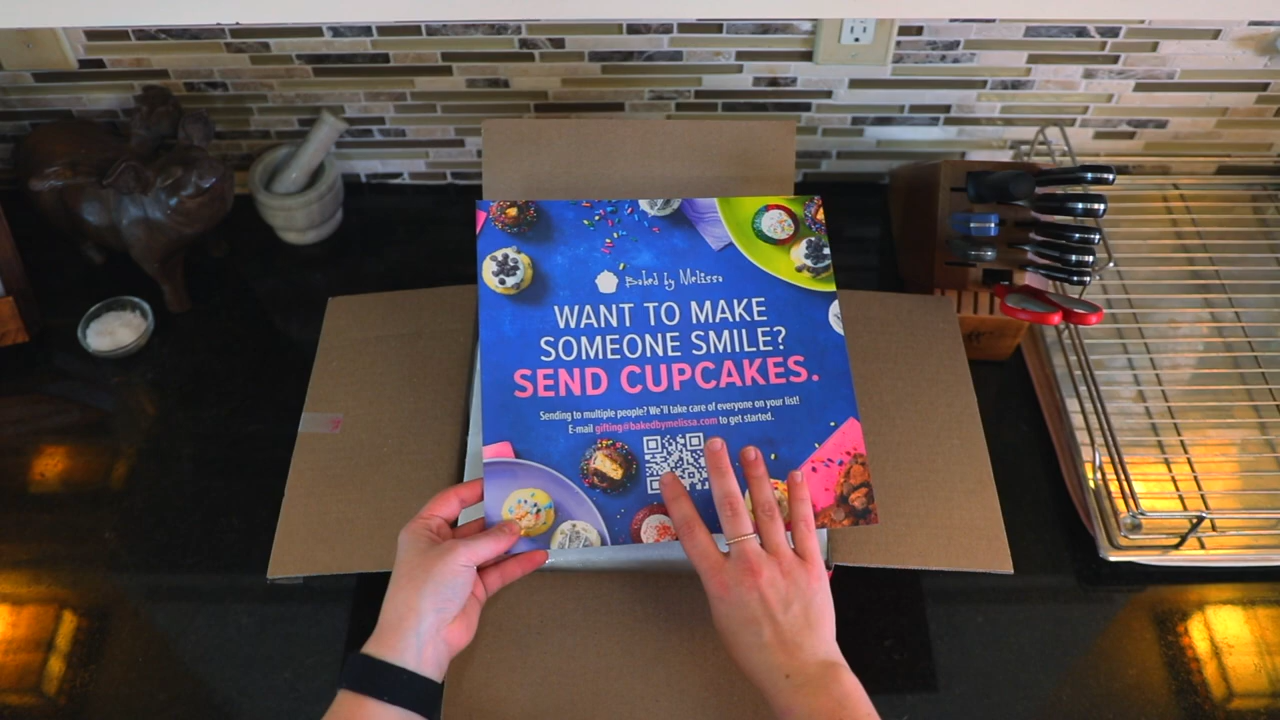 Baked by Melissa
WANT TO MAKE
SOMEONE SMILE?
SEND CUPCAKES.
Sending to multiple people? We'll take care of everyone on your list!
E-mail gifting@bakedbymelissa.com to get started.